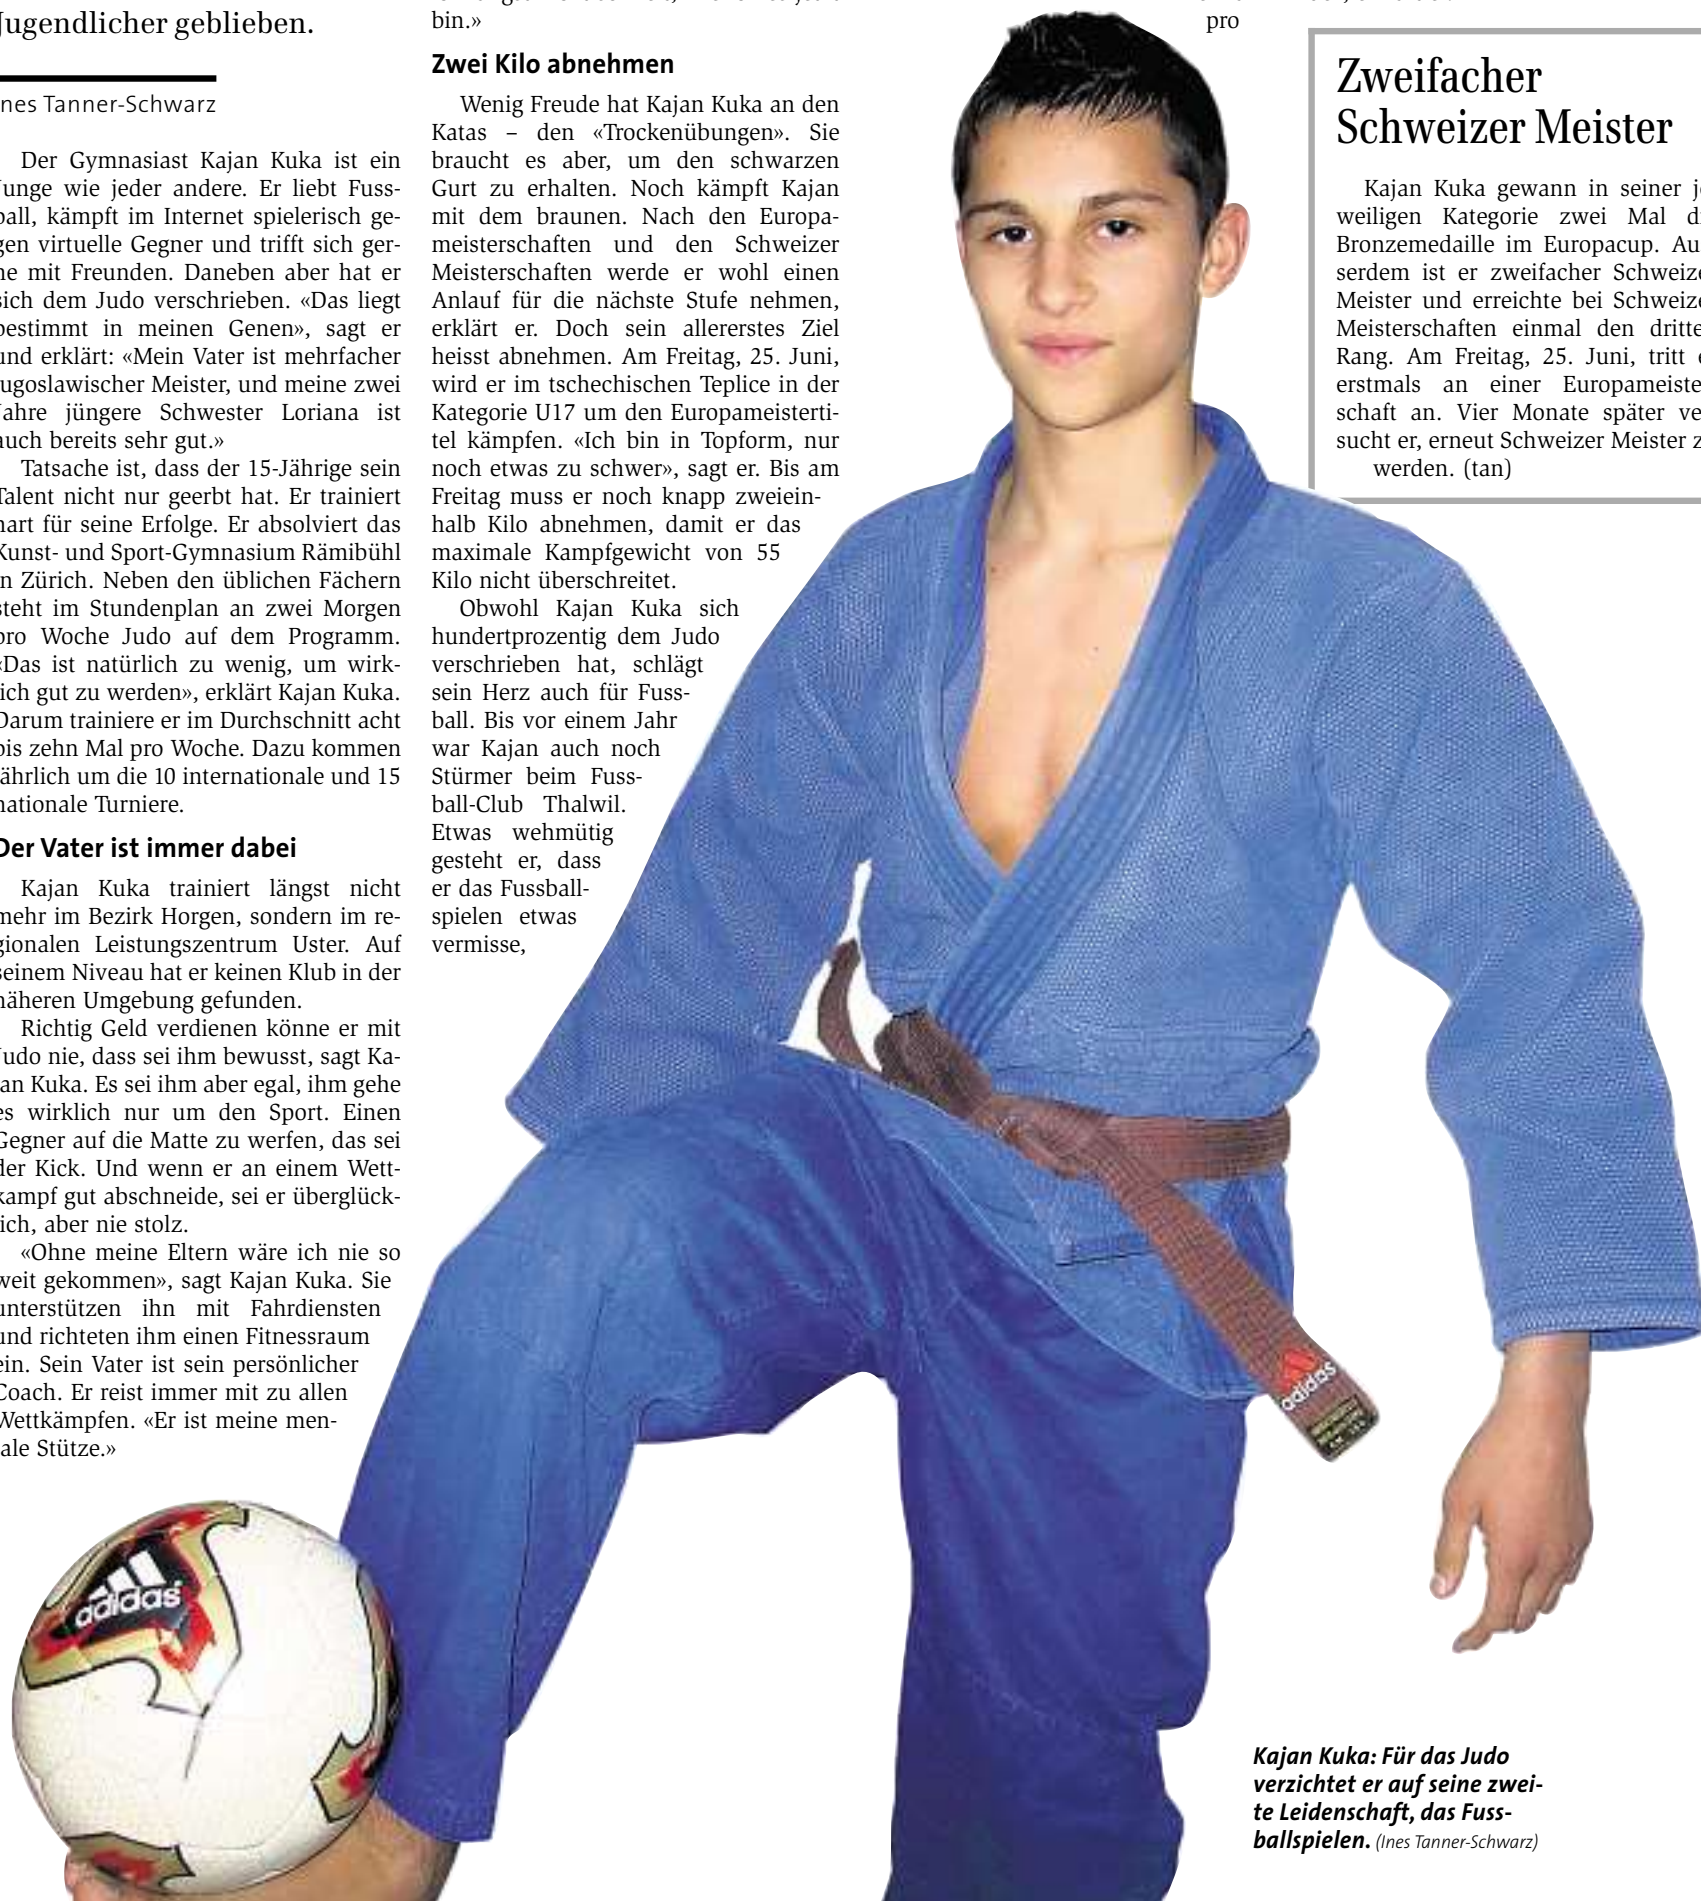 Jugendlicher geblieben.
nes Tanner-Schwarz
Der Gymnasiast Kajan Kuka ist ein
Junge wie jeder andere. Er liebt Fuss-
ball, kämpft im Internet spielerisch ge-
gen virtuelle Gegner und trifft sich ger-
ne mit Freunden. Daneben aber hat er
sich dem Judo verschrieben. «Das liegt
bestimmt in meinen Genen», sagt er
und erklärt: «Mein Vater ist mehrfacher
jugoslawischer Meister, und meine zwei
Jahre jüngere Schwester Loriana ist
auch bereits sehr gut.»
Tatsache ist, dass der 15-Jährige sein
Talent nicht nur geerbt hat. Er trainiert
hart für seine Erfolge. Er absolviert das
Kunst- und Sport-Gymnasium Rämibühl
in Zürich. Neben den üblichen Fächern
steht im Stundenplan an zwei Morgen
pro Woche Judo auf dem Programm.
«Das ist natürlich zu wenig, um wirk-
lich gut zu werden», erklärt Kajan Kuka.
Darum trainiere er im Durchschnitt acht
bis zehn Mal pro Woche. Dazu kommen
jährlich um die 10 internationale und 15
nationale Turniere.
Der Vater ist immer dabei
Kajan Kuka trainiert längst nicht
mehr im Bezirk Horgen, sondern im re-
gionalen Leistungszentrum Uster. Auf
seinem Niveau hat er keinen Klub in der
näheren Umgebung gefunden.
Richtig Geld verdienen könne er mit
Judo nie, dass sei ihm bewusst, sagt Ka-
jan Kuka. Es sei ihm aber egal, ihm gehe
es wirklich nur um den Sport. Einen
Gegner auf die Matte zu werfen, das sei
der Kick. Und wenn er an einem Wett-
kampf gut abschneide, sei er überglück-
lich, aber nie stolz.
«Ohne meine Eltern wäre ich nie so
weit gekommen», sagt Kajan Kuka. Sie
unterstützen ihn mit Fahrdiensten
und richteten ihm einen Fitnessraum
ein. Sein Vater ist sein persönlicher
Coach. Er reist immer mit zu allen
Wettkämpfen. «Er ist meine men-
tale Stütze.»
bin.»
Zwei Kilo abnehmen
Wenig Freude hat Kajan Kuka an den
Katas – den «Trockenübungen». Sie
braucht es aber, um den schwarzen
Gurt zu erhalten. Noch kämpft Kajan
mit dem braunen. Nach den Europa-
meisterschaften und den Schweizer
Meisterschaften werde er wohl einen
Anlauf für die nächste Stufe nehmen,
erklärt er. Doch sein allererstes Ziel
heisst abnehmen. Am Freitag, 25. Juni,
wird er im tschechischen Teplice in der
Kategorie U17 um den Europameisterti-
tel kämpfen. «Ich bin in Topform, nur
noch etwas zu schwer», sagt er. Bis am
Freitag muss er noch knapp zweiein-
halb Kilo abnehmen, damit er das
maximale Kampfgewicht von 55
Kilo nicht überschreitet.
Obwohl Kajan Kuka sich
hundertprozentig dem Judo
verschrieben hat, schlägt
sein Herz auch für Fuss-
ball. Bis vor einem Jahr
war Kajan auch noch
Stürmer beim Fuss-
ball-Club Thalwil.
Etwas wehmütig
gesteht er, dass
er das Fussball-
spielen etwas
vermisse,
pro
Zweifacher
Schweizer Meister
Kajan Kuka gewann in seiner je
weiligen Kategorie zwei Mal di
Bronzemedaille im Europacup. Aus
serdem ist er zweifacher Schweize
Meister und erreichte bei Schweize
Meisterschaften einmal den dritte
Rang. Am Freitag, 25. Juni, tritt e
erstmals an einer Europameiste
schaft an. Vier Monate später ve
sucht er, erneut Schweizer Meister z
werden. (tan)
adidas
adidas
Kajan Kuka: Für das Judo
verzichtet er auf seine zwei-
te Leidenschaft, das Fuss-
ballspielen. (Ines Tanner-Schwarz)